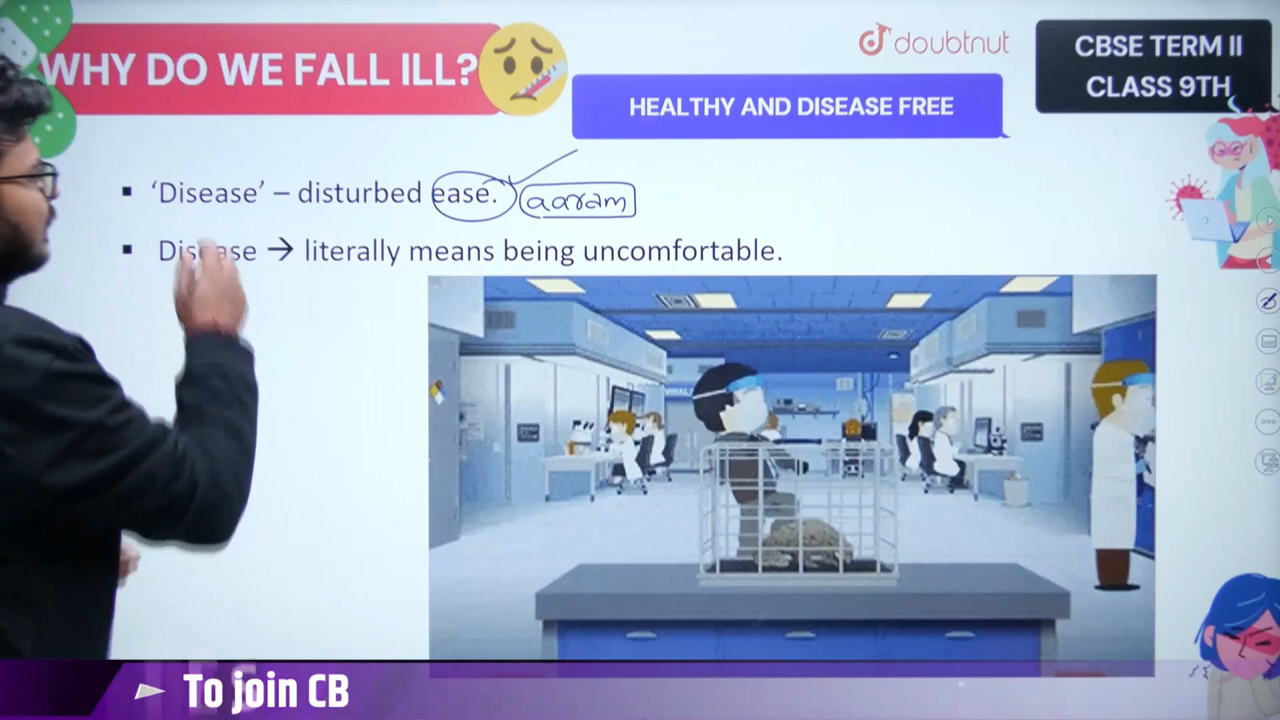 WHY DO WE FALL ILL?
doubtnut
CBSE TERM II
CLASS 9TH
HEALTHY AND DISEASE FREE
▪ ‘Disease’ – disturbed ease. aaram
▪ Disease → literally means being uncomfortable.
To join CB